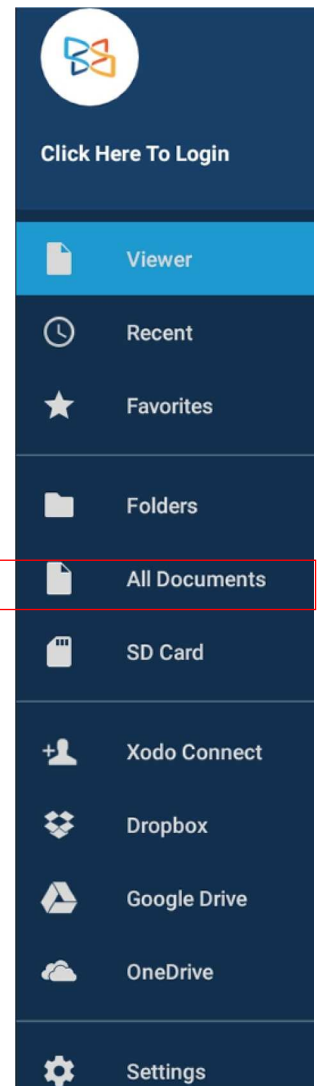 Click Here To Login
Viewer
Recent
Favorites
Folders
All Documents
SD Card
Xodo Connect
Dropbox
Google Drive
OneDrive
Settings